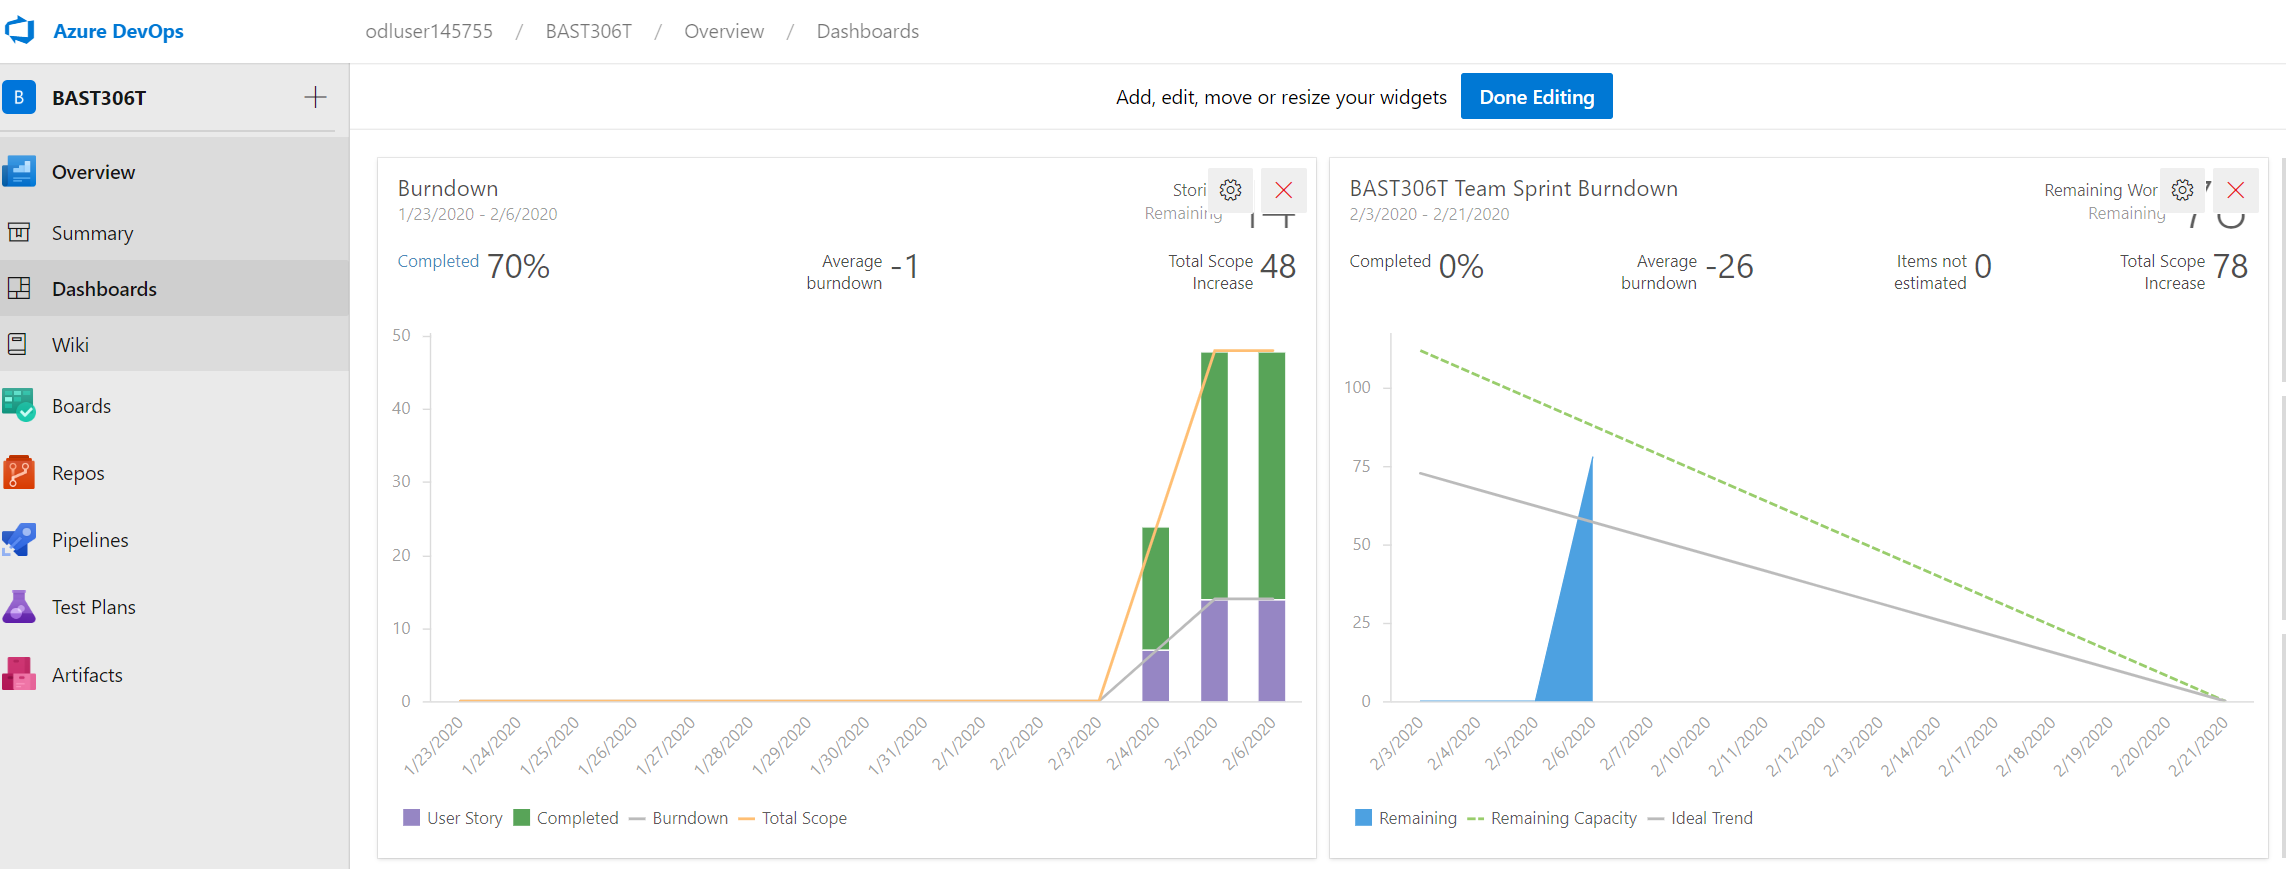 Azure DevOps
odluser145755 / BAST306T / Overview / Dashboards
B BAST306T
Add, edit, move or resize your widgets Done Editing
Overview
Summary
Dashboards
Wiki
Boards
Repos
Pipelines
Test Plans
Artifacts
Burndown
1/23/2020 - 2/6/2020
Remaining
Completed 70%
Average burndown -1
Total Scope Increase 48
50
40
30
20
10
0
1/23/2020 1/24/2020 1/25/2020 1/26/2020 1/27/2020 1/28/2020 1/29/2020 1/30/2020 1/31/2020 2/1/2020 2/2/2020 2/3/2020 2/4/2020 2/5/2020 2/6/2020
User Story Completed Burndown Total Scope
BAST306T Team Sprint Burndown
2/3/2020 - 2/21/2020
Remaining Wor
Remaining 78
Completed 0%
Average burndown -26
Items not estimated 0
Total Scope Increase 78
100
75
50
25
0
2/3/2020 2/4/2020 2/5/2020 2/6/2020 2/7/2020 2/10/2020 2/11/2020 2/12/2020 2/13/2020 2/14/2020 2/17/2020 2/18/2020 2/19/2020 2/20/2020 2/21/2020
Remaining Remaining Capacity Ideal Trend